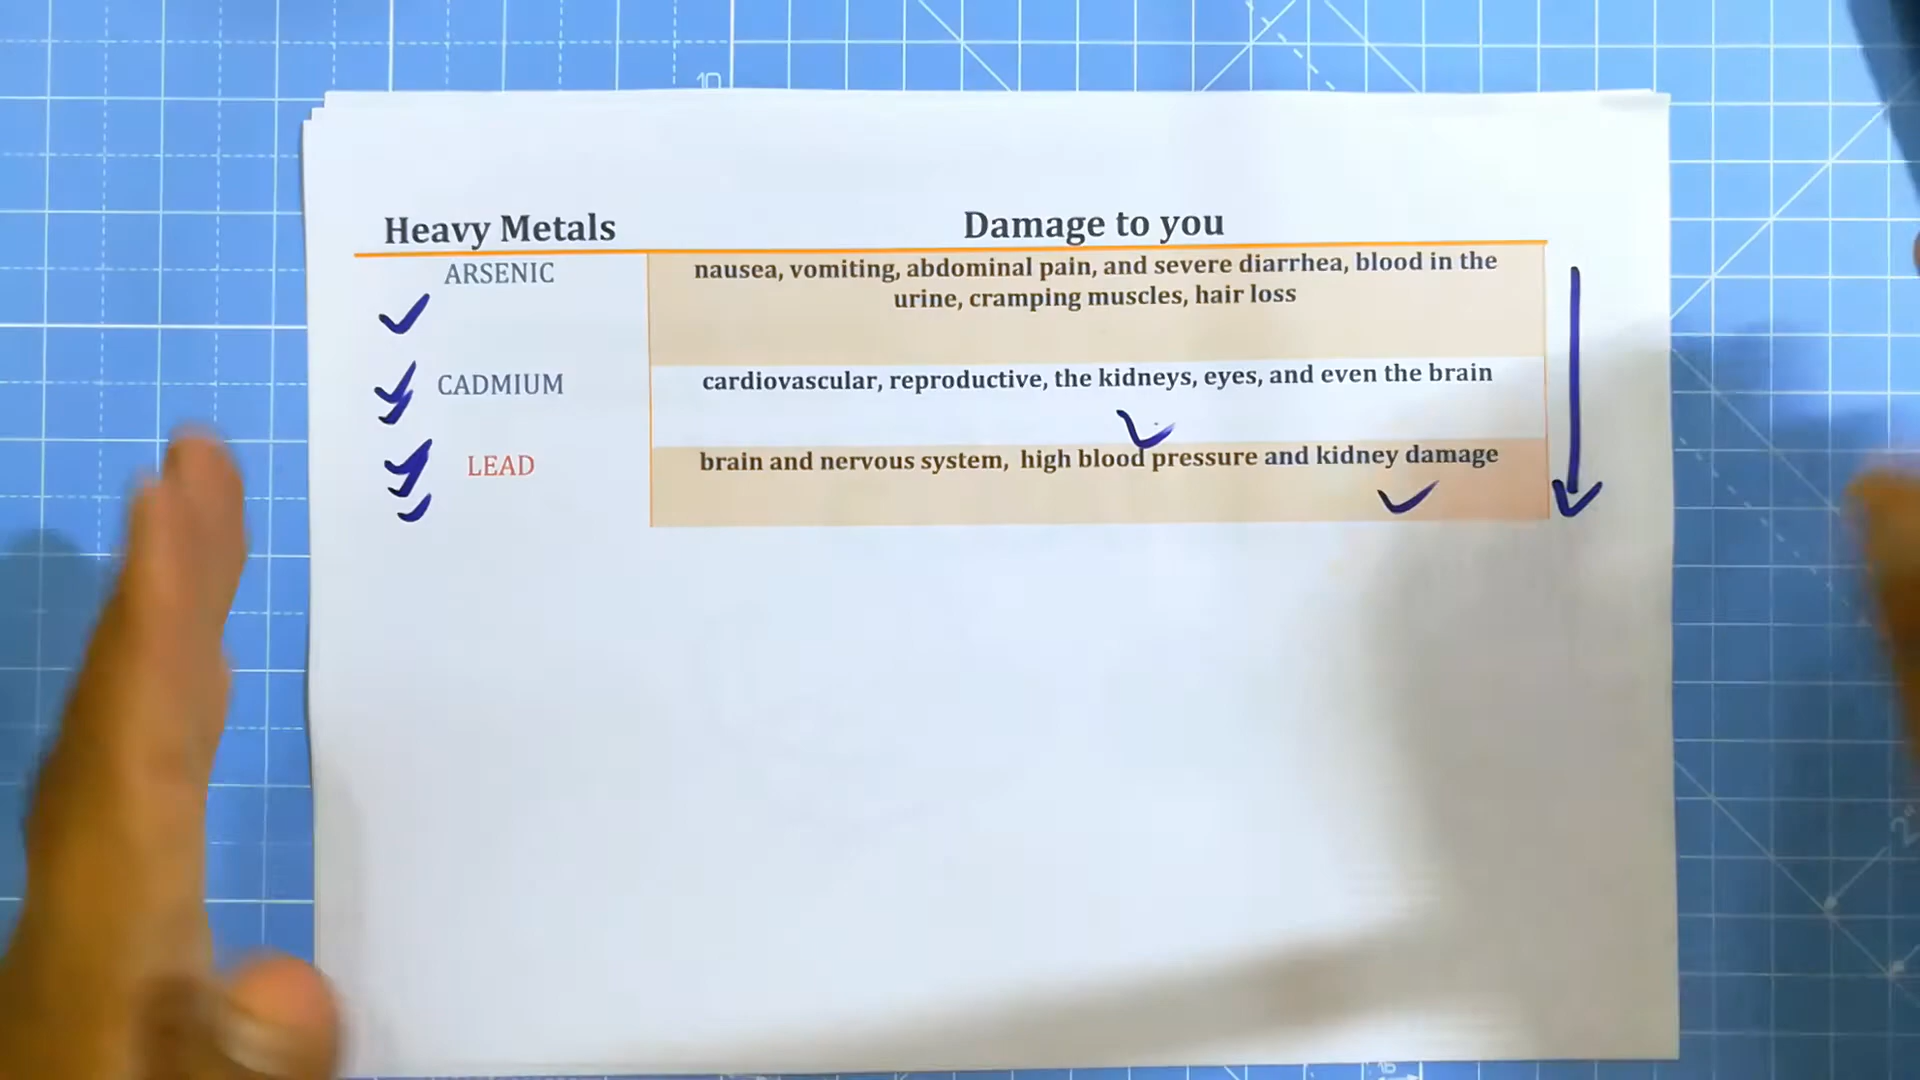 10
Heavy Metals
Damage to you
ARSENIC
nausea, vomiting, abdominal pain, and severe diarrhea, blood in the
urine, cramping muscles, hair loss
CADMIUM
cardiovascular, reproductive, the kidneys, eyes, and even the brain
LEAD
brain and nervous system, high blood pressure and kidney damage
2"